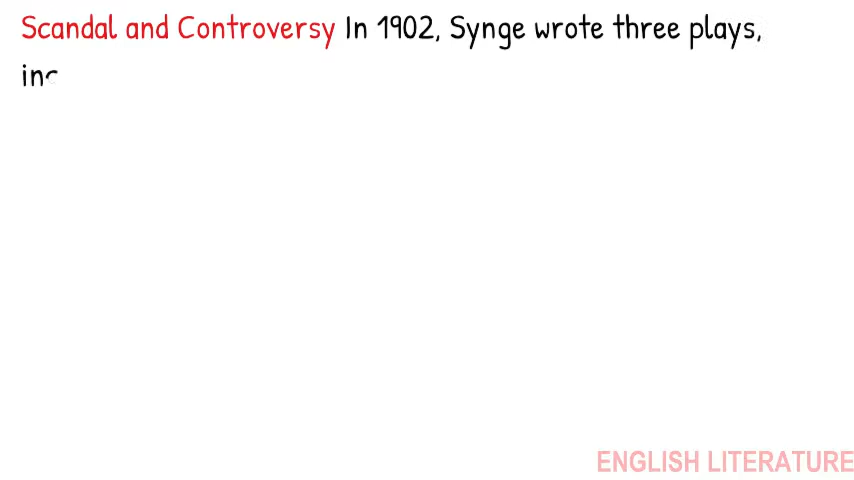 Scandal and Controversy In 1902, Synge wrote three plays,
ENGLISH LITERATURE